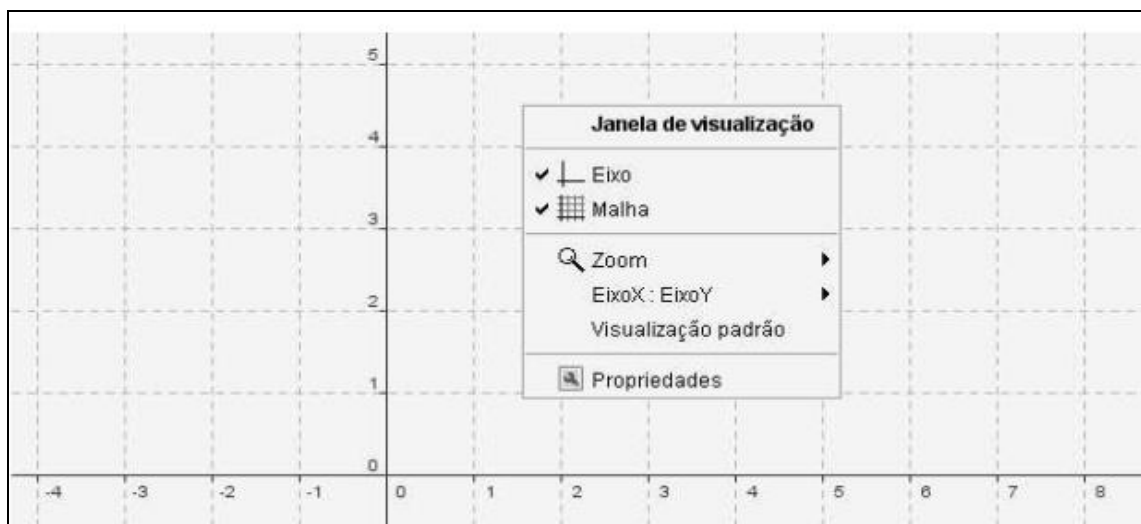 5
4
Janela de visualização
Eixo
3
Malha
Zoom
2
EixoX : EixoY
Visualização padrão
1
Propriedades
0
-4 -3 -2 -1 0 1 2 3 4 5 6 7 8